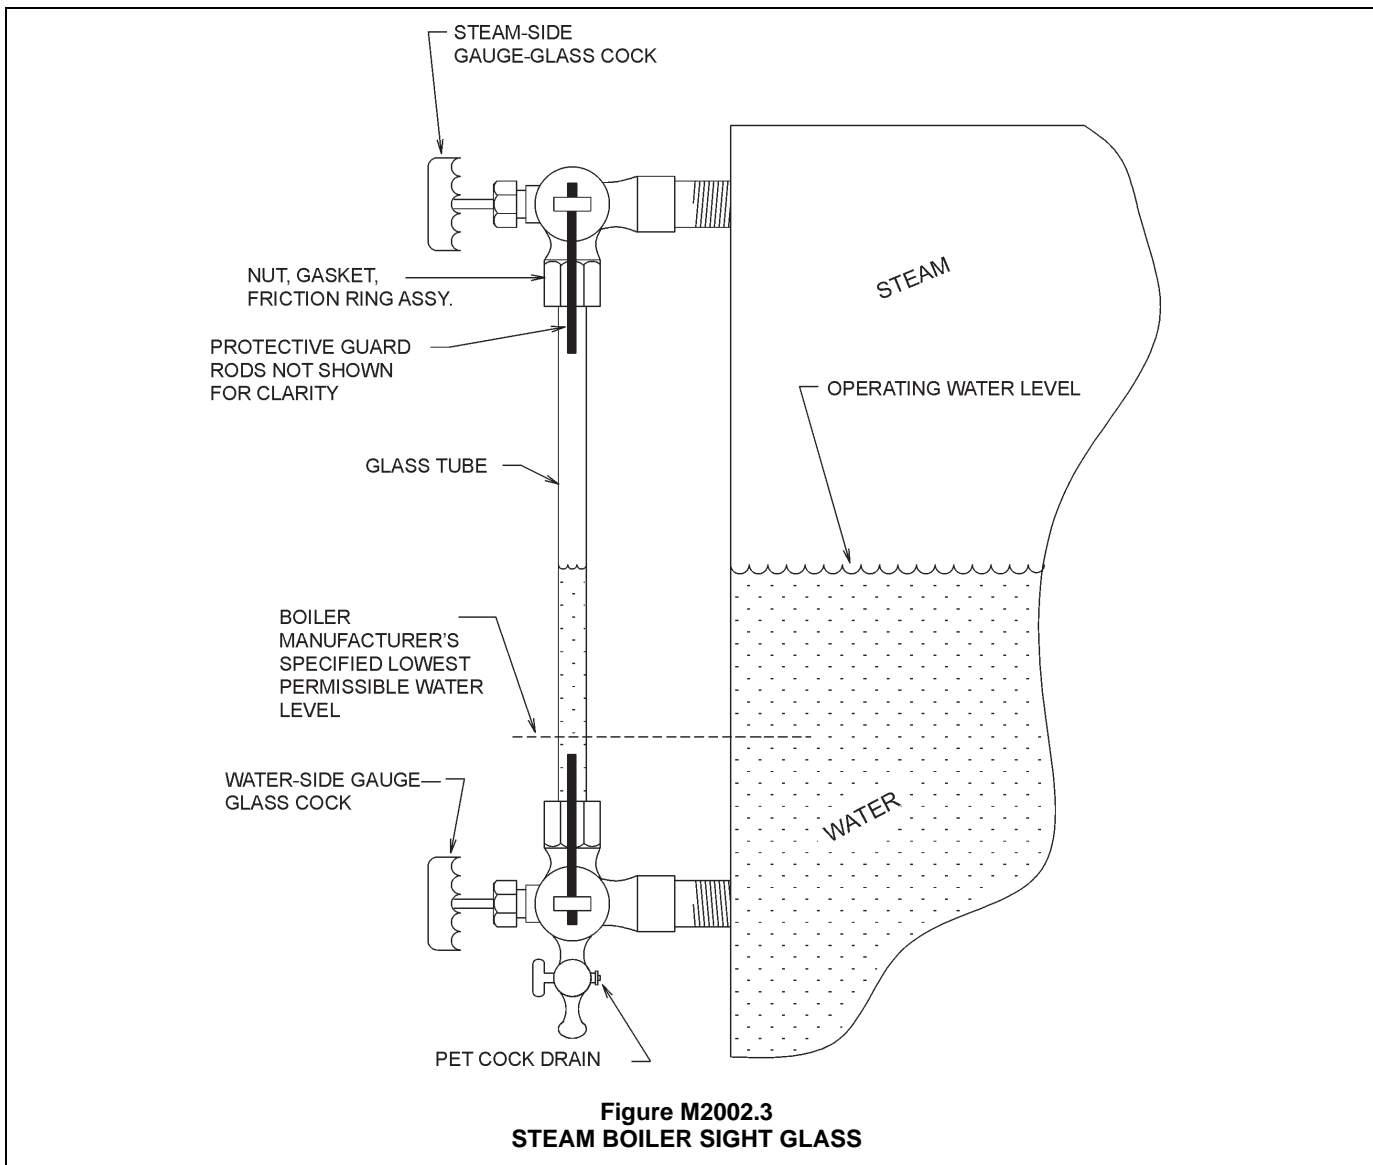 STEAM-SIDE
GAUGE-GLASS COCK
NUT, GASKET,
FRICTION RING ASSY.
STEAM
PROTECTIVE GUARD
RODS NOT SHOWN
FOR CLARITY
OPERATING WATER LEVEL
GLASS TUBE
BOILER
MANUFACTURER'S
SPECIFIED LOWEST
PERMISSIBLE WATER
LEVEL
WATER-SIDE GAUGE
GLASS COCK
WATER
PET COCK DRAIN
Figure M2002.3
STEAM BOILER SIGHT GLASS